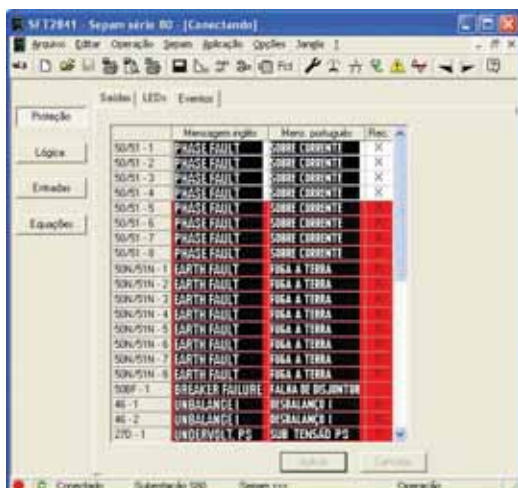 SFT2841 - Sepam série 80 - [Conectando]
Arquivo Editar Operação Sepam Aplicação Opções Janela ?
Saídas LEDs Eventos
Proteção
Lógica
Entradas
Equações
Mensagem inglês Mens. português Rec.
50/51 - 1 PHASE FAULT SOBRE CORRENTE X
50/51 - 2 PHASE FAULT SOBRE CORRENTE X
50/51 - 3 PHASE FAULT SOBRE CORRENTE X
50/51 - 4 PHASE FAULT SOBRE CORRENTE X
50/51 - 5 PHASE FAULT SOBRE CORRENTE
50/51 - 6 PHASE FAULT SOBRE CORRENTE
50/51 - 7 PHASE FAULT SOBRE CORRENTE
50/51 - 8 PHASE FAULT SOBRE CORRENTE
50N/51N - 1 EARTH FAULT FUGA A TERRA
50N/51N - 2 EARTH FAULT FUGA A TERRA
50N/51N - 3 EARTH FAULT FUGA A TERRA
50N/51N - 4 EARTH FAULT FUGA A TERRA
50N/51N - 5 EARTH FAULT FUGA A TERRA
50N/51N - 6 EARTH FAULT FUGA A TERRA
50N/51N - 7 EARTH FAULT FUGA A TERRA
50N/51N - 8 EARTH FAULT FUGA A TERRA
50BF - 1 BREAKER FAILURE FALHA DE DISJUNTOR
46 - 1 UNBALANCE I DESBALANÇO I
46 - 2 UNBALANCE I DESBALANÇO I
27D - 1 UNDERVOLT. PS SUB TENSÃO PS
Aplicar Cancelar
Conectado Subestação S80 Sepam Operação